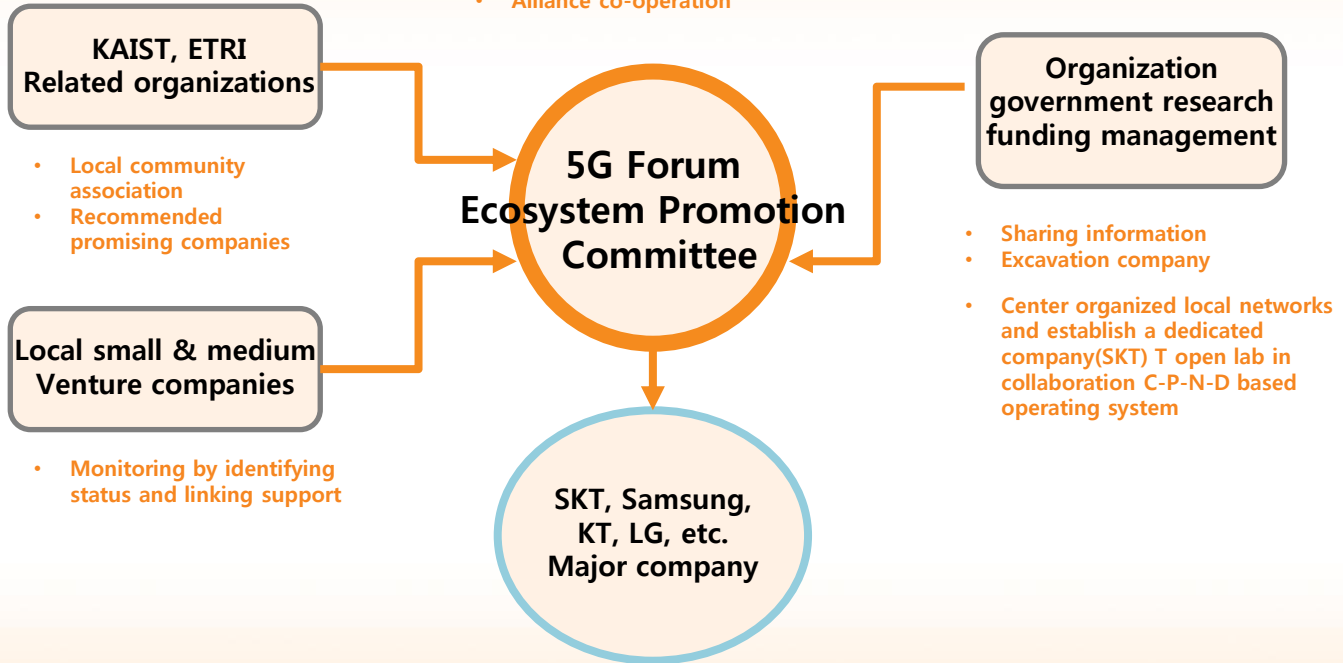 • Alliance co-operation
KAIST, ETRI
Related organizations
• Local community
association
• Recommended
promising companies
Local small & medium
Venture companies
• Monitoring by identifying
status and linking support
5G Forum
Ecosystem Promotion
Committee
SKT, Samsung,
KT, LG, etc.
Major company
Organization
government research
funding management
• Sharing information
• Excavation company
• Center organized local networks
and establish a dedicated
company(SKT) T open lab in
collaboration C-P-N-D based
operating system